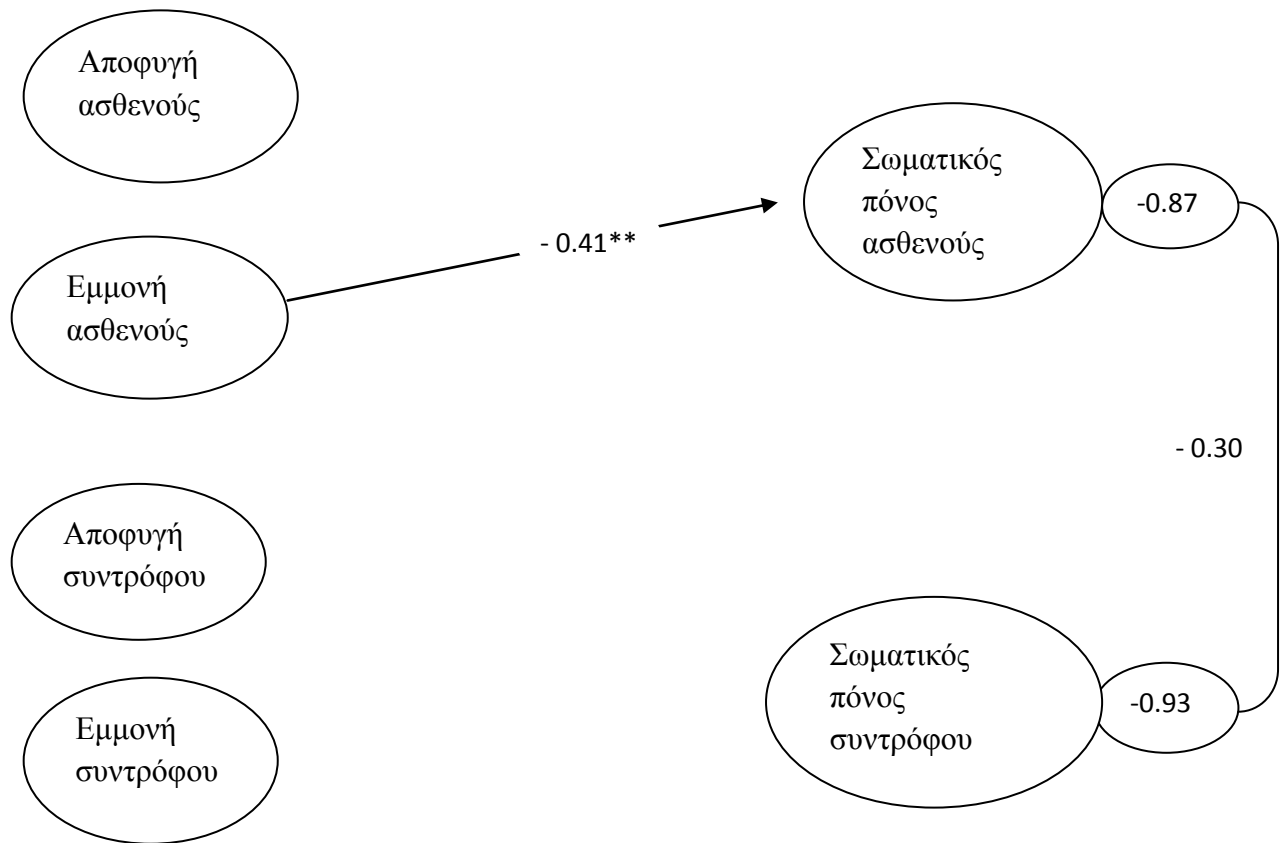 Αποφυγή
ασθενούς
Σωματικός
πόνος
ασθενούς
-0.87
- 0.41**
Εμμονή
ασθενούς
- 0.30
Αποφυγή
συντρόφου
Σωματικός
πόνος
συντρόφου
-0.93
Εμμονή
συντρόφου